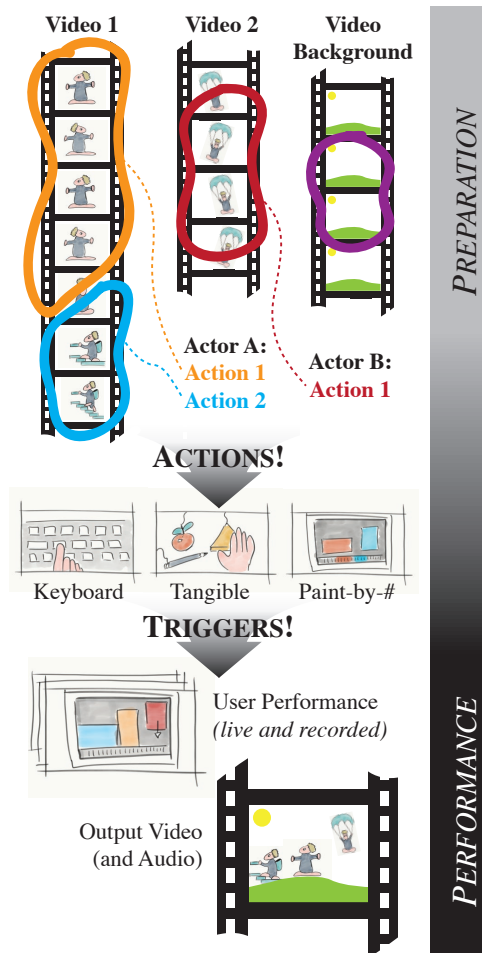 Video 1
Video 2
Video
Background
Actor A:
Action 1
Action 2
Actor B:
Action 1
ACTIONS!
Keyboard
Tangible
Paint-by-#
TRIGGERS!
User Performance
(live and recorded)
Output Video
(and Audio)
PREPARATION
PERFORMANCE